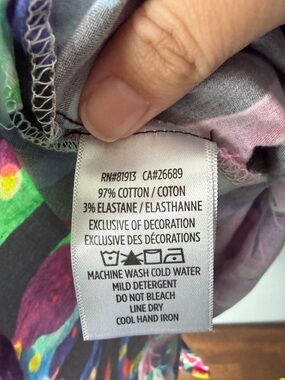 RN#81913 CA#26689
97% COTTON / COTON
3% ELASTANE / ELASTHANNE
EXCLUSIVE OF DECORATION
EXCLUSIVE DES DÉCORATIONS
MACHINE WASH COLD WATER
MILD DETERGENT
DO NOT BLEACH
LINE DRY
COOL HAND IRON